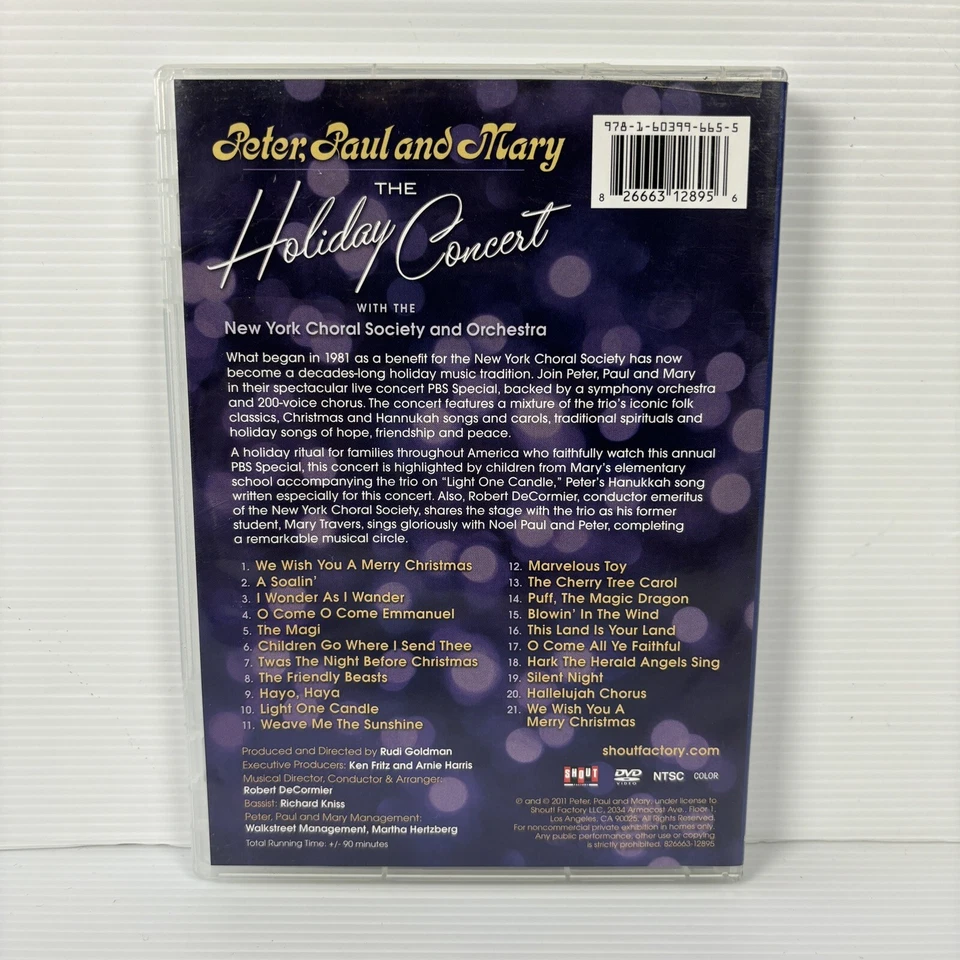 Peter, Paul and Mary
978-1-60399-665-5
8 26663 12895 6
THE
Holiday Concert
WITH THE
New York Choral Society and Orchestra
What began in 1981 as a benefit for the New York Choral Society has now
become a decades-long holiday music tradition. Join Peter, Paul and Mary
in their spectacular live concert PBS Special, backed by a symphony orchestra
and 200-voice chorus. The concert features a mixture of the trio's iconic folk
classics, Christmas and Hannukah songs and carols, traditional spirituals and
holiday songs of hope, friendship and peace.
A holiday ritual for families throughout America who faithfully watch this annual
PBS Special, this concert is highlighted by children from Mary's elementary
school accompanying the trio on "Light One Candle," Peter's Hanukkah song
written especially for this concert. Also, Robert DeCormier, conductor emeritus
of the New York Choral Society, shares the stage with the trio as his former
student, Mary Travers, sings gloriously with Noel Paul and Peter, completing
a remarkable musical circle.
1. We Wish You A Merry Christmas
2. A Soalin'
3. I Wonder As I Wander
4. O Come O Come Emmanuel
5. The Magi
6. Children Go Where I Send Thee
7. Twas The Night Before Christmas
8. The Friendly Beasts
9. Hayo, Haya
10. Light One Candle
11. Weave Me The Sunshine
12. Marvelous Toy
13. The Cherry Tree Carol
14. Puff, The Magic Dragon
15. Blowin' In The Wind
16. This Land Is Your Land
17. O Come All Ye Faithful
18. Hark The Herald Angels Sing
19. Silent Night
20. Hallelujah Chorus
21. We Wish You A
Merry Christmas
Produced and Directed by Rudi Goldman
Executive Producers: Ken Fritz and Arnie Harris
Musical Director, Conductor & Arranger:
Robert DeCormier
Bassist: Richard Kniss
Peter, Paul and Mary Management:
Walkstreet Management, Martha Hertzberg
Total Running Time: +/- 90 minutes
shoutfactory.com
SHOUT FACTORY DVD VIDEO NTSC COLOR
℗ and © 2011 Peter, Paul and Mary, under license to
Shout! Factory LLC, 2034 Armacost Ave., Floor 1,
Los Angeles, CA 90025. All Rights Reserved.
For noncommercial private exhibition in homes only.
Any public performance, other use or copying
is strictly prohibited. 826663-12895